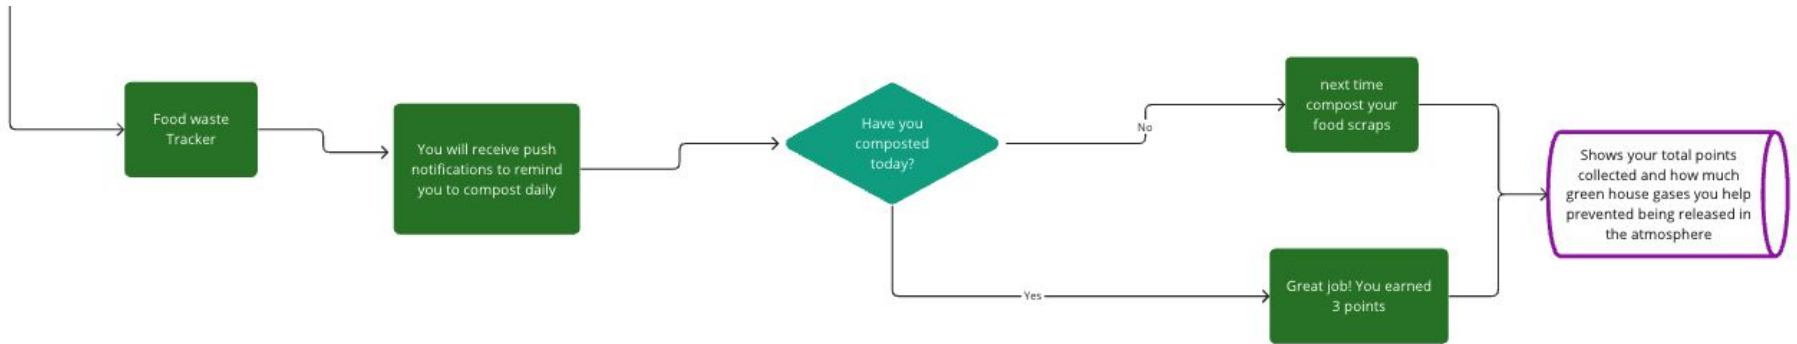 Food waste
Tracker
You will receive push
notifications to remind
you to compost daily
Have you
composted
today?
No
Yes
next time
compost your
food scraps
Great job! You earned
3 points
Shows your total points
collected and how much
green house gases you help
prevented being released in
the atmosphere